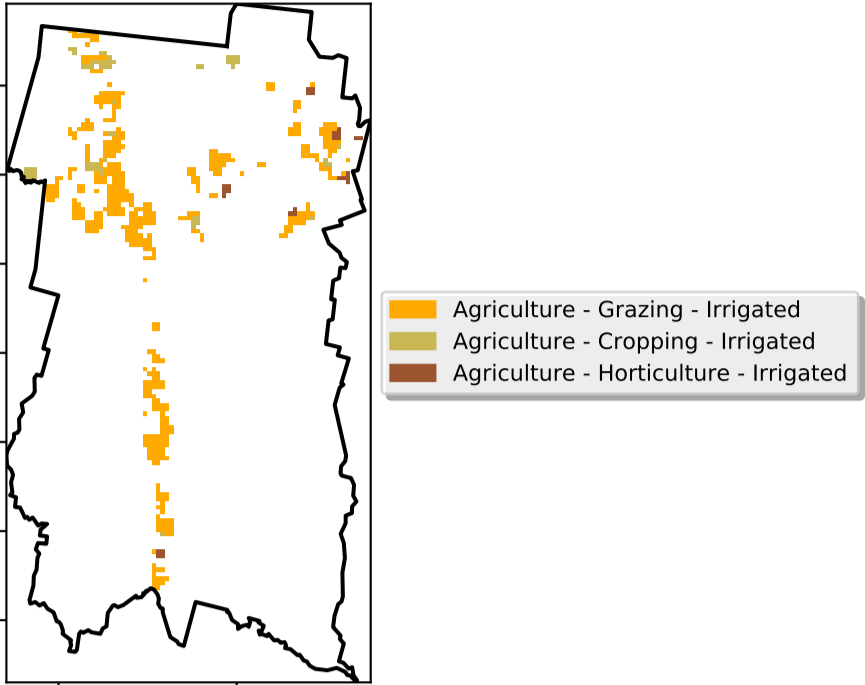 Agriculture - Grazing - Irrigated
Agriculture - Cropping - Irrigated
Agriculture - Horticulture - Irrigated